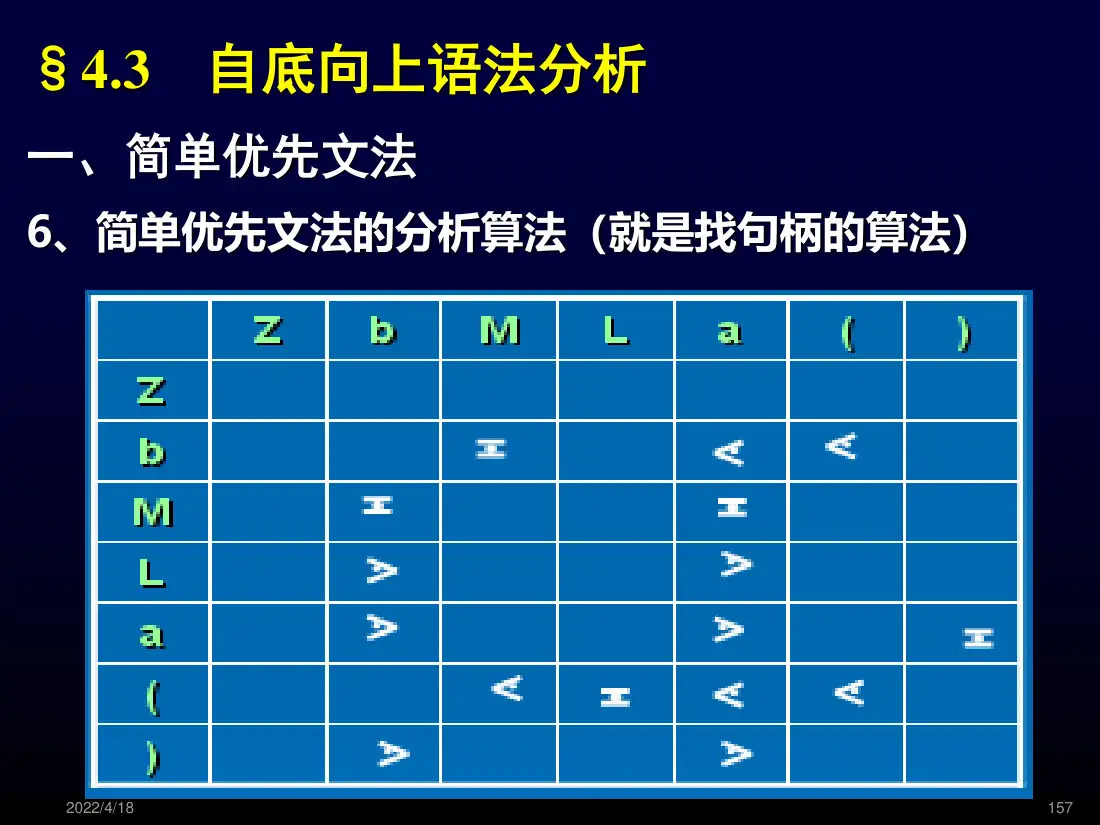 §4.3 自底向上语法分析
一、简单优先文法
6、简单优先文法的分析算法（就是找句柄的算法）
Z b M L a ( )
Z
b ⋖ ⋖
M
L ⋗ ⋗
a ⋗ ⋗
( ⋖ ⋖ ⋖
) ⋗ ⋗
2022/4/18 157